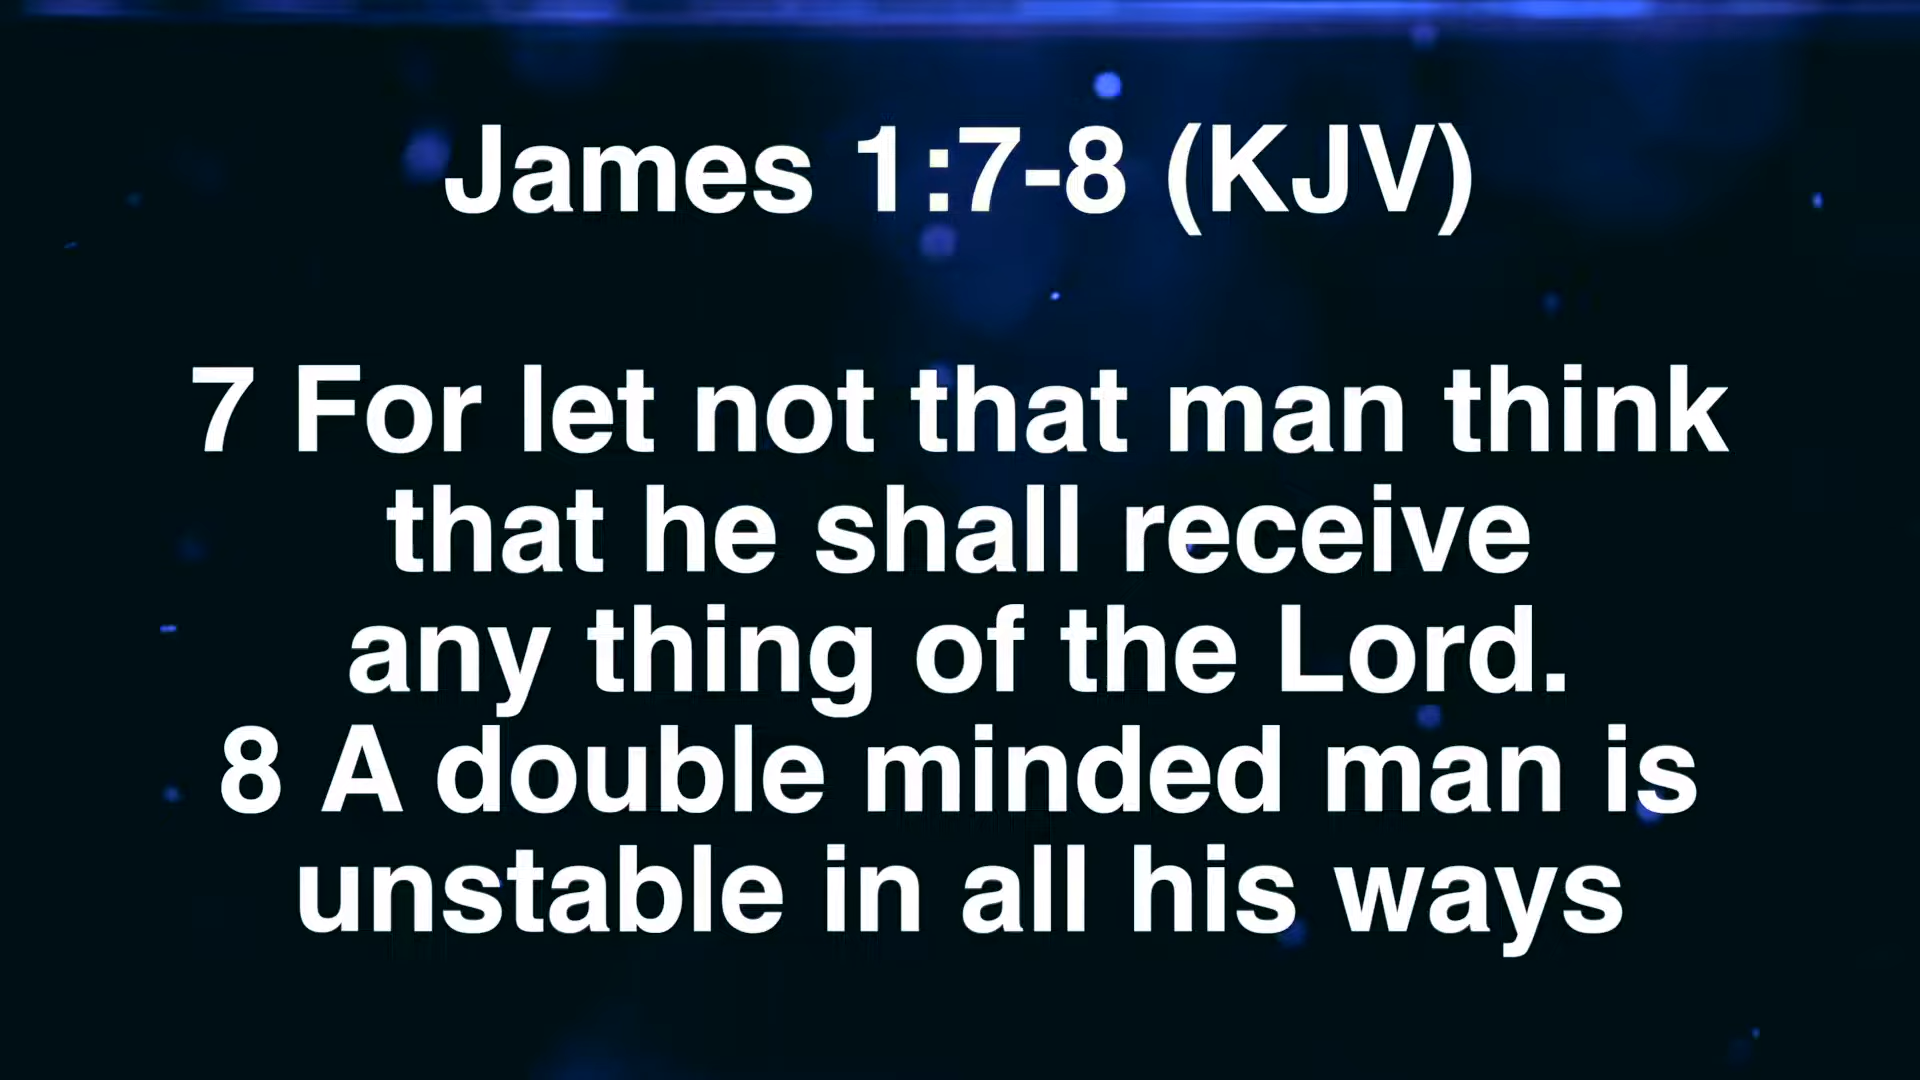 James 1:7-8 (KJV)
7 For let not that man think
that he shall receive
any thing of the Lord.
8 A double minded man is
unstable in all his ways